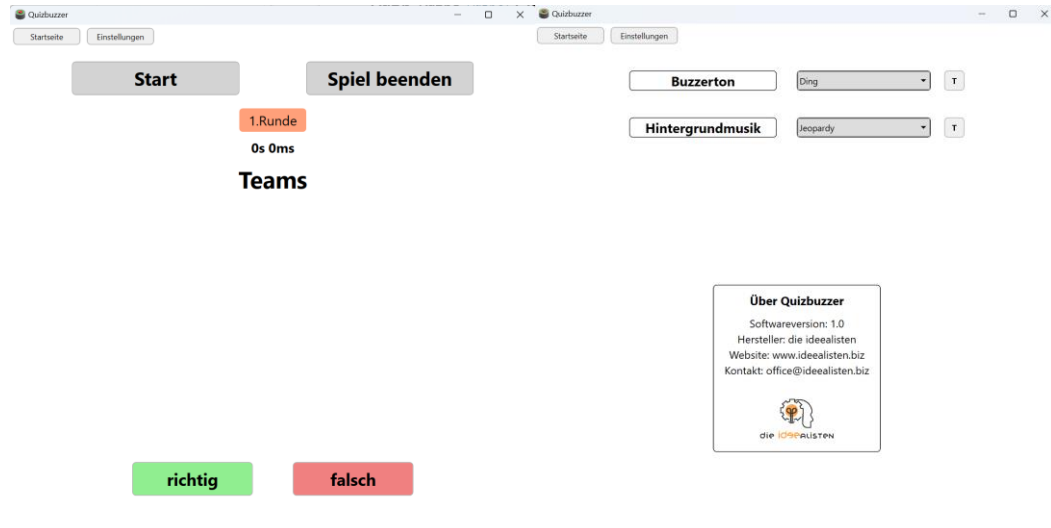 Quizbuzzer
Startseite Einstellungen
Start Spiel beenden
1.Runde
0s 0ms
Teams
richtig falsch
Quizbuzzer
Startseite Einstellungen
Buzzerton Ding T
Hintergrundmusik Jeopardy T
Über Quizbuzzer
Softwareversion: 1.0
Hersteller: die ideealisten
Website: www.ideealisten.biz
Kontakt: office@ideealisten.biz
die ideealisten